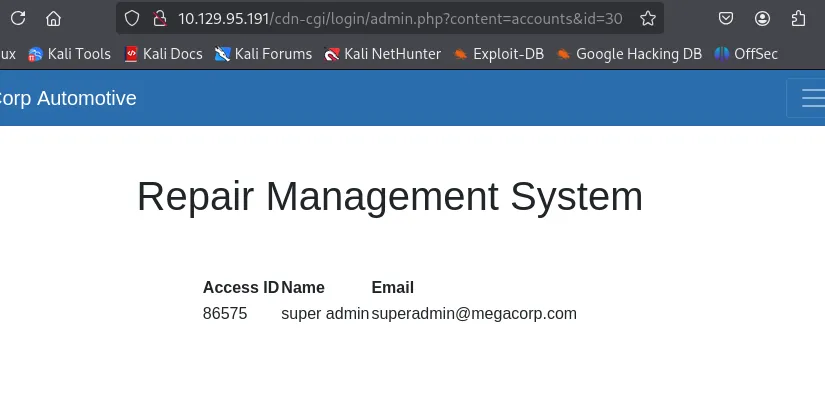 10.129.95.191/cdn-cgi/login/admin.php?content=accounts&id=30
ux Kali Tools Kali Docs Kali Forums Kali NetHunter Exploit-DB Google Hacking DB OffSec
Corp Automotive
Repair Management System
Access ID Name Email
86575 super admin superadmin@megacorp.com